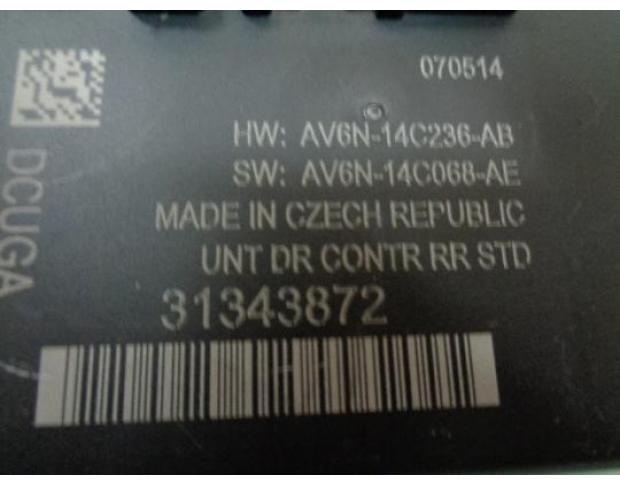 070514
HW: AV6N-14C236-AB
SW: AV6N-14C068-AE
MADE IN CZECH REPUBLIC
UNT DR CONTR RR STD
31343872
DCUGA